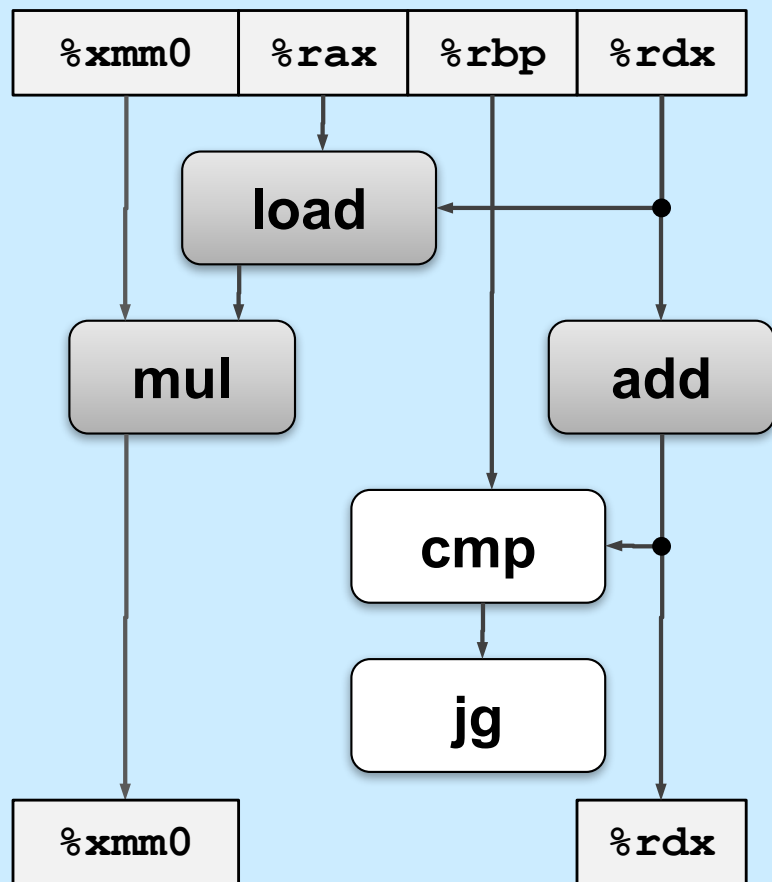 %xmm0 %rax %rbp %rdx
load
mul add
cmp
jg
%xmm0 %rdx